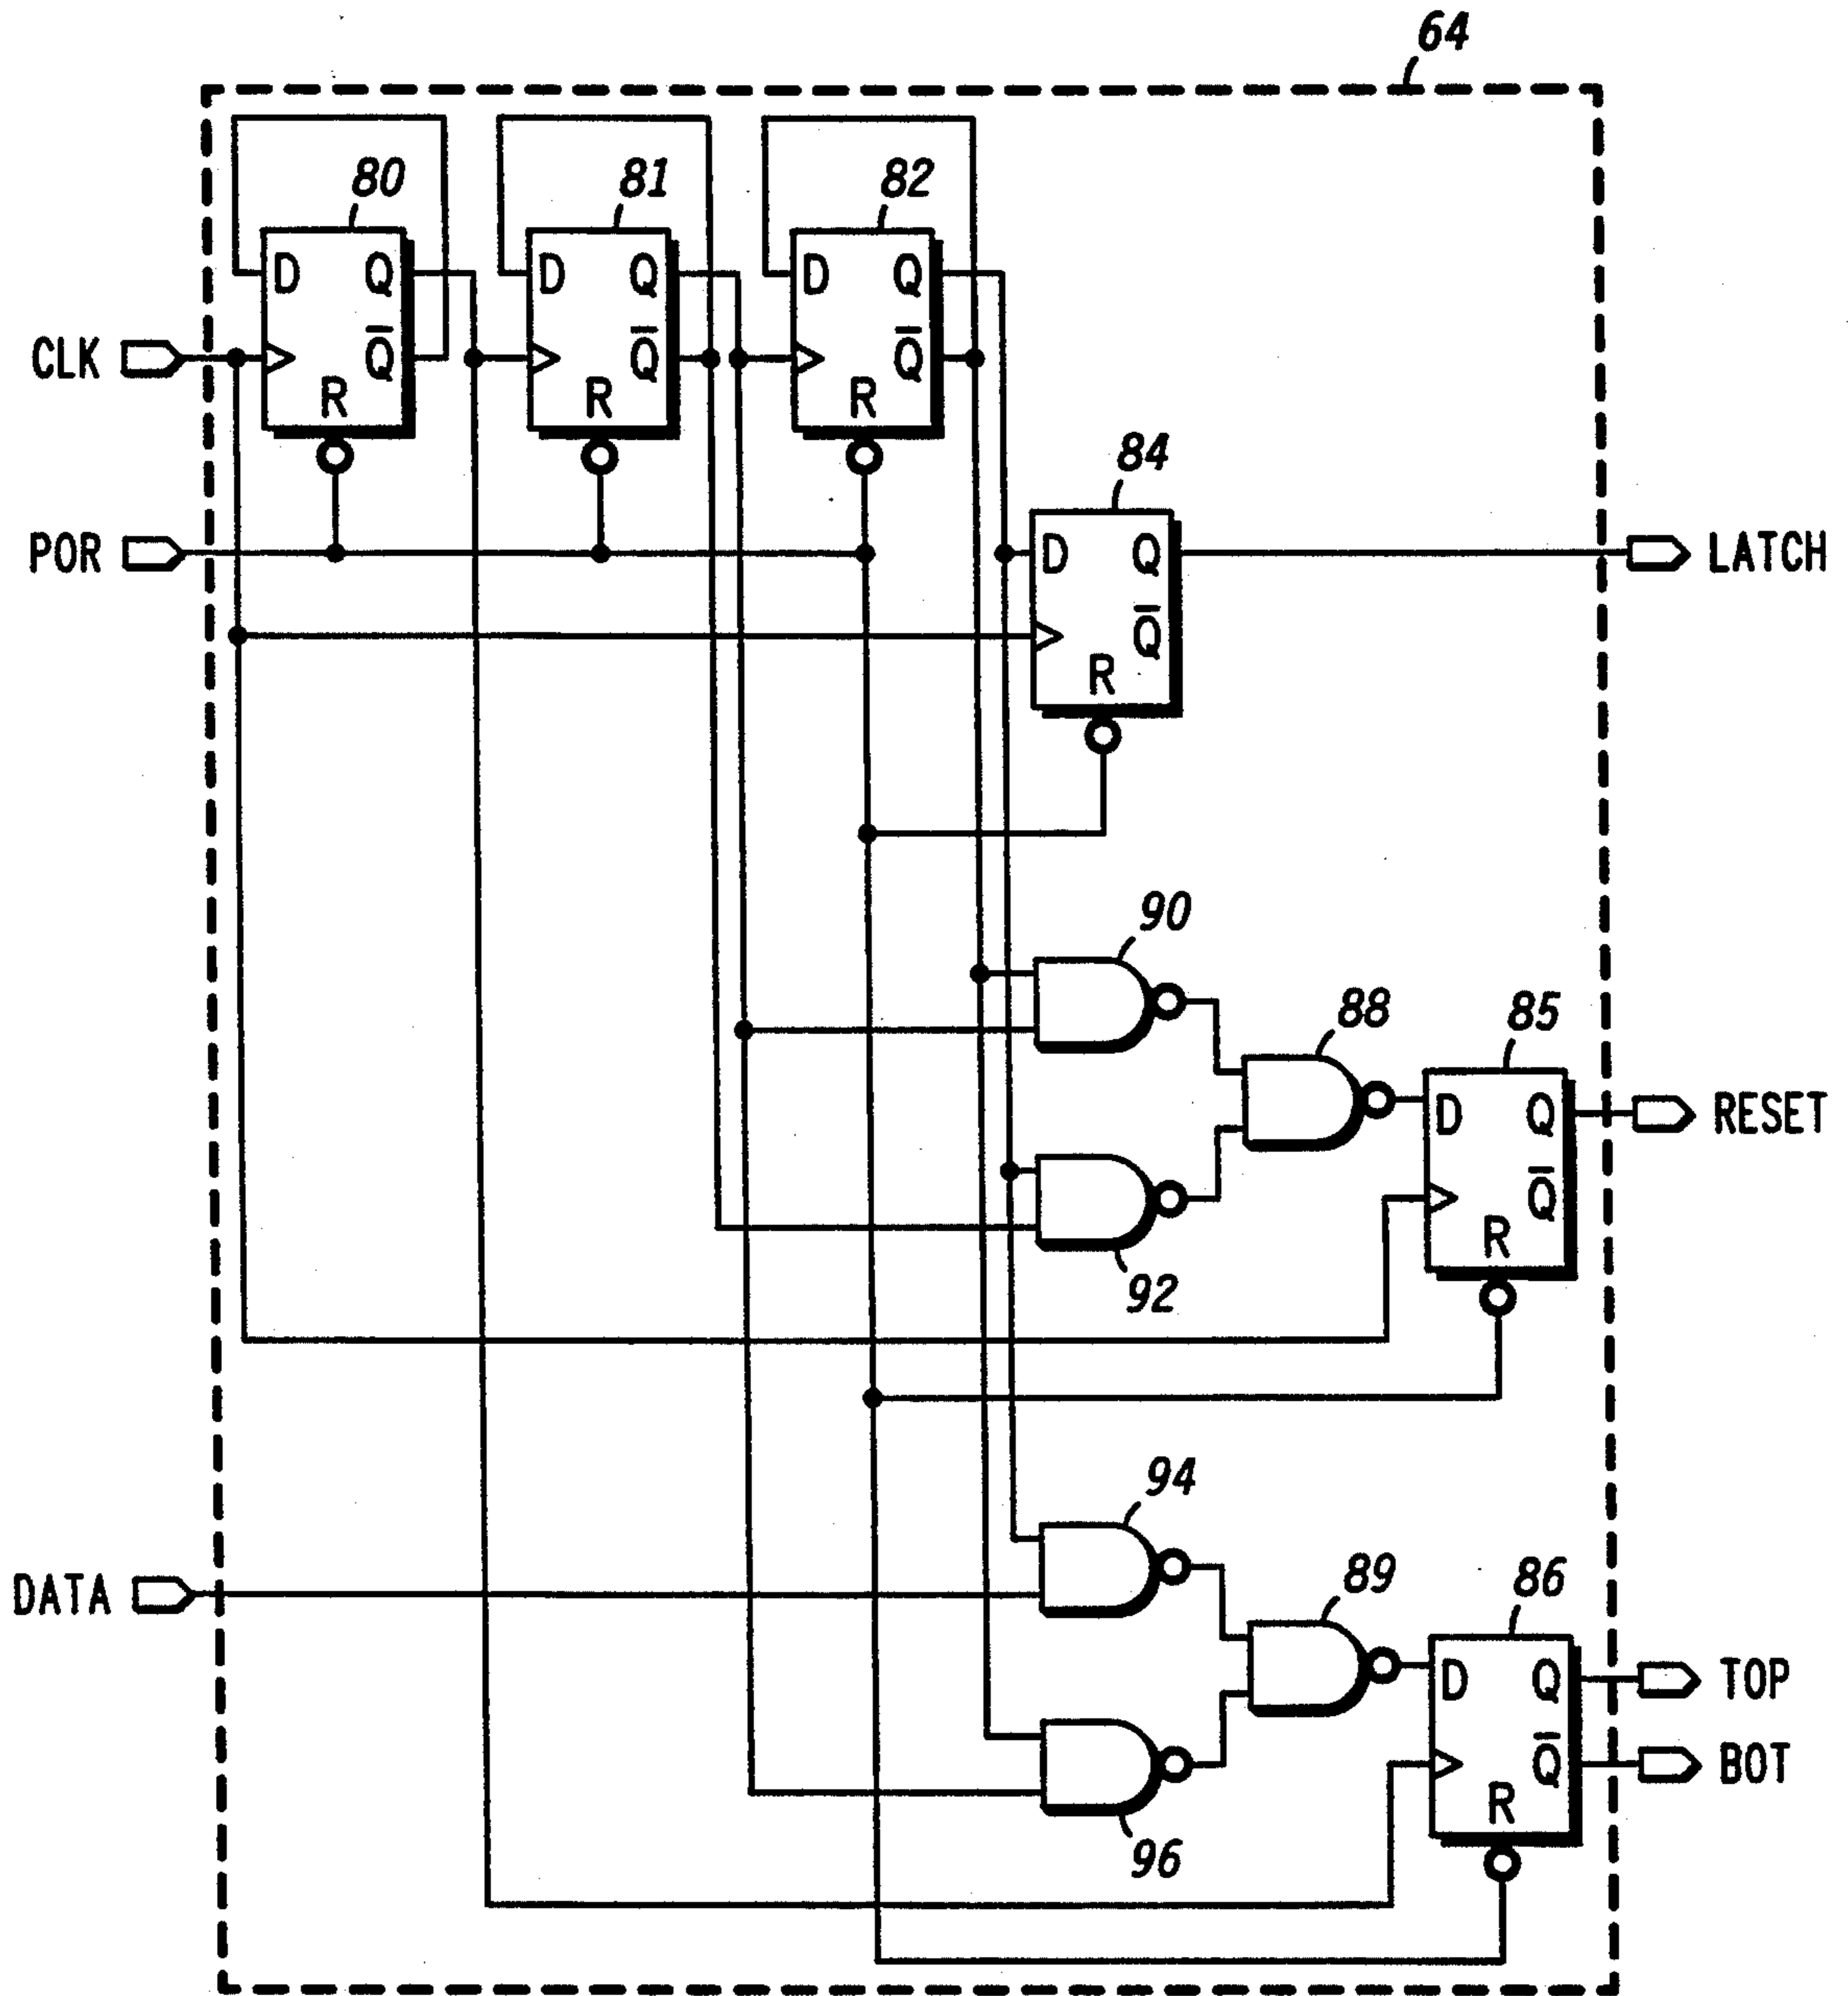 64
80 81 82
D Q D Q D Q
CLK Q̅ Q̅ Q̅
R R R
84
POR D Q LATCH
Q̅
R
90
88 85
D Q RESET
Q̅
R
92
94
89 86
DATA
D Q TOP
Q̅ BOT
R
96